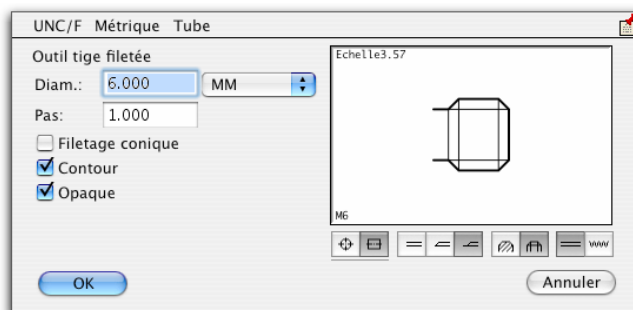 UNC/F Métrique Tube
Outil tige filetée
Diam.: 6.000 MM
Pas: 1.000
Filetage conique
Contour
Opaque
Echelle3.57
M6
OK
Annuler